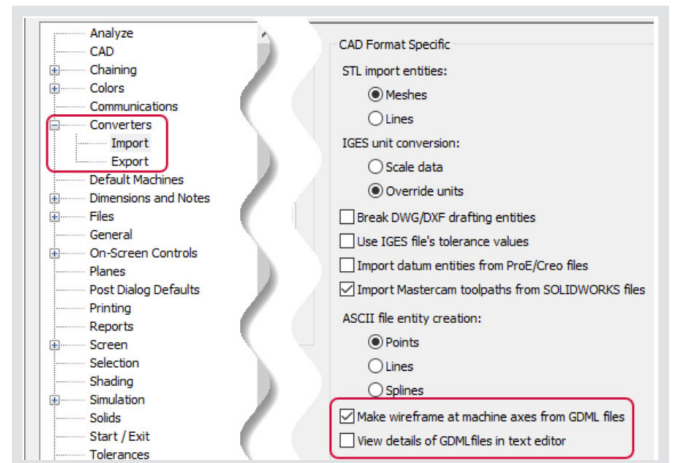 Analyze
CAD
Chaining
Colors
Communications
Converters
Import
Export
Default Machines
Dimensions and Notes
Files
General
On-Screen Controls
Planes
Post Dialog Defaults
Printing
Reports
Screen
Selection
Shading
Simulation
Solids
Start / Exit
Tolerances
CAD Format Specific
STL import entities:
Meshes
Lines
IGES unit conversion:
Scale data
Override units
Break DWG/DXF drafting entities
Use IGES file's tolerance values
Import datum entities from ProE/Creo files
Import Mastercam toolpaths from SOLIDWORKS files
ASCII file entity creation:
Points
Lines
Splines
Make wireframe at machine axes from GDML files
View details of GDMLfiles in text editor